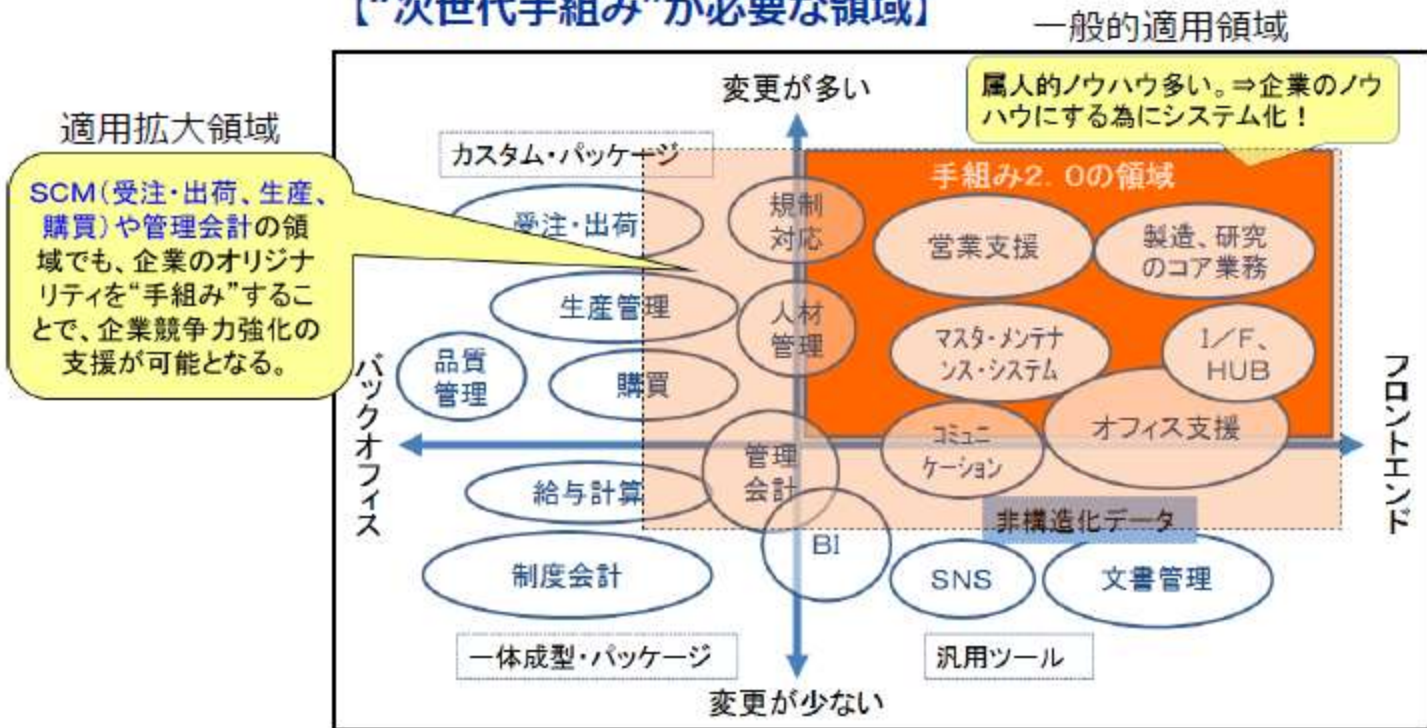 【“次世代手組み”が必要な領域】
一般的適用領域
適用拡大領域
変更が多い
属人的ノウハウ多い。⇒企業のノウ
ハウにする為にシステム化！
SCM(受注・出荷、生産、
購買)や管理会計の領
域でも、企業のオリジナ
リティを“手組み”するこ
とで、企業競争力強化の
支援が可能となる。
カスタム・パッケージ
手組み2.0の領域
受注・出荷
規制
対応
営業支援
製造、研究
のコア業務
生産管理
人材
管理
マスタ・メンテナ
ンス・システム
I/F、
HUB
品質
管理
購買
バックオフィス
フロントエンド
管理
会計
コミュニ
ケーション
オフィス支援
給与計算
非構造化データ
制度会計
BI
SNS
文書管理
一体成型・パッケージ
汎用ツール
変更が少ない